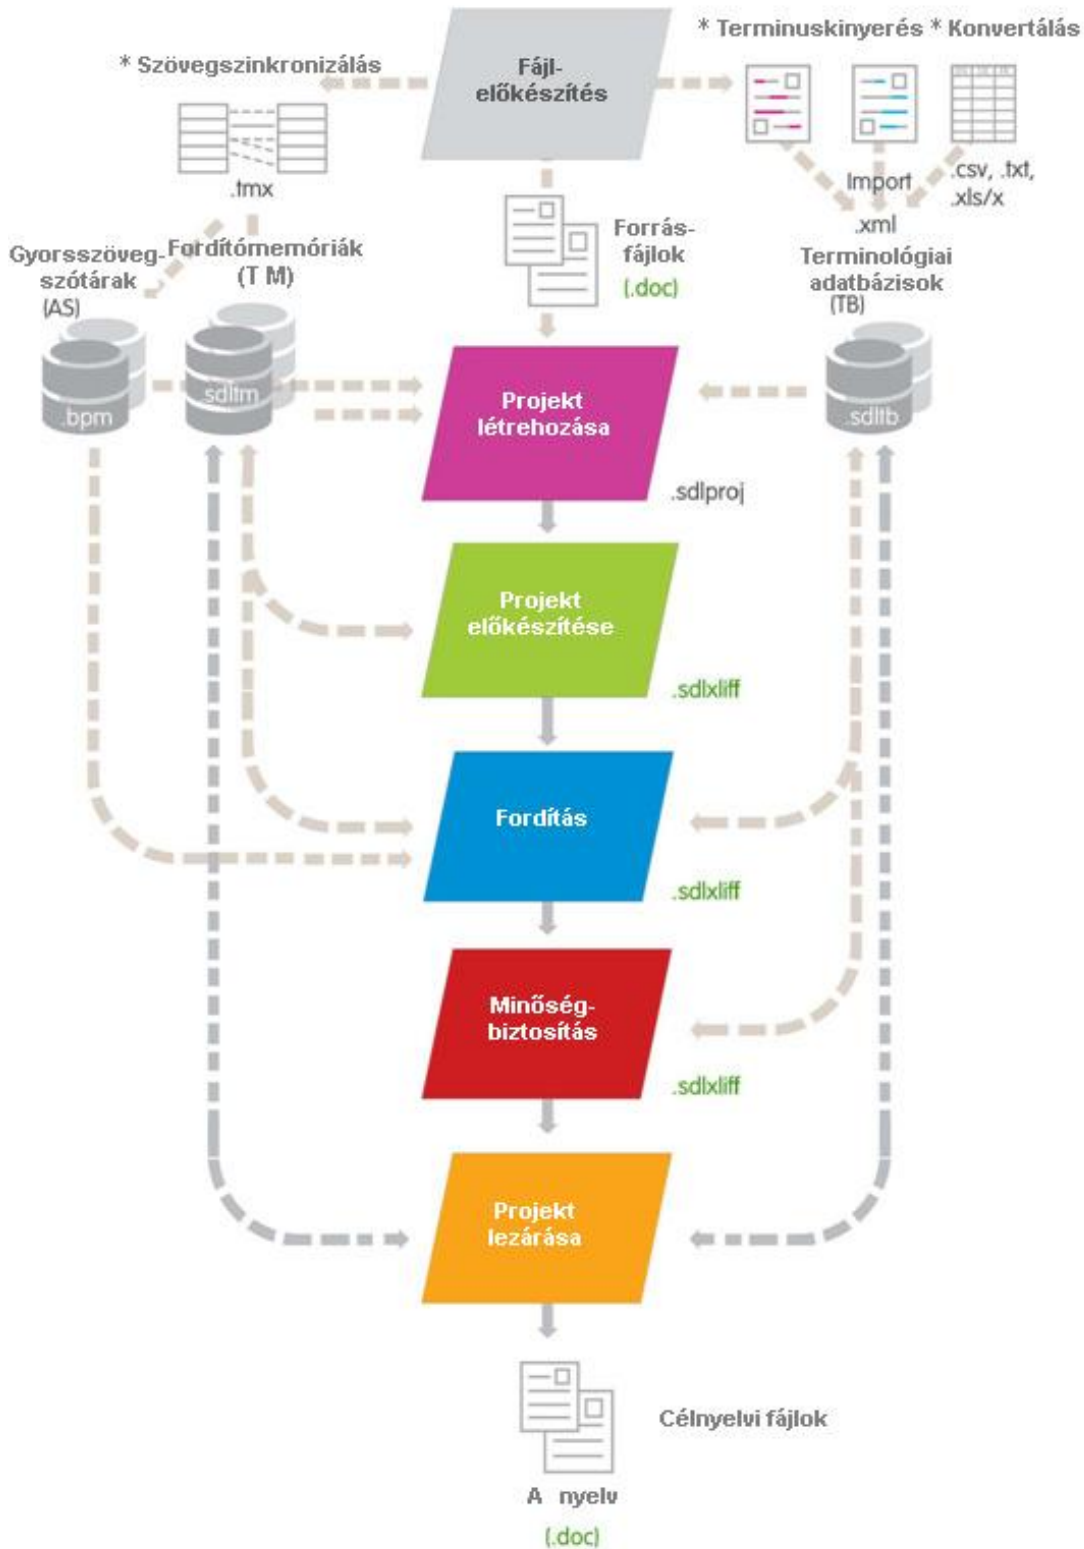 * Szövegszinkronizálás
Fájl-
előkészítés
* Terminuskinyerés * Konvertálás
.tmx
Import
.csv, .txt,
.xls/x
.xml
Gyorsszöveg-
szótárak
(AS)
Fordítómemóriák
(T M)
Forrás-
fájlok
(.doc)
Terminológiai
adatbázisok
(TB)
.bpm
sdltm
.sdltb
Projekt
létrehozása
.sdlproj
Projekt
előkészítése
.sdlxliff
Fordítás
.sdlxliff
Minőség-
biztosítás
.sdlxliff
Projekt
lezárása
Célnyelvi fájlok
A nyelv
(.doc)